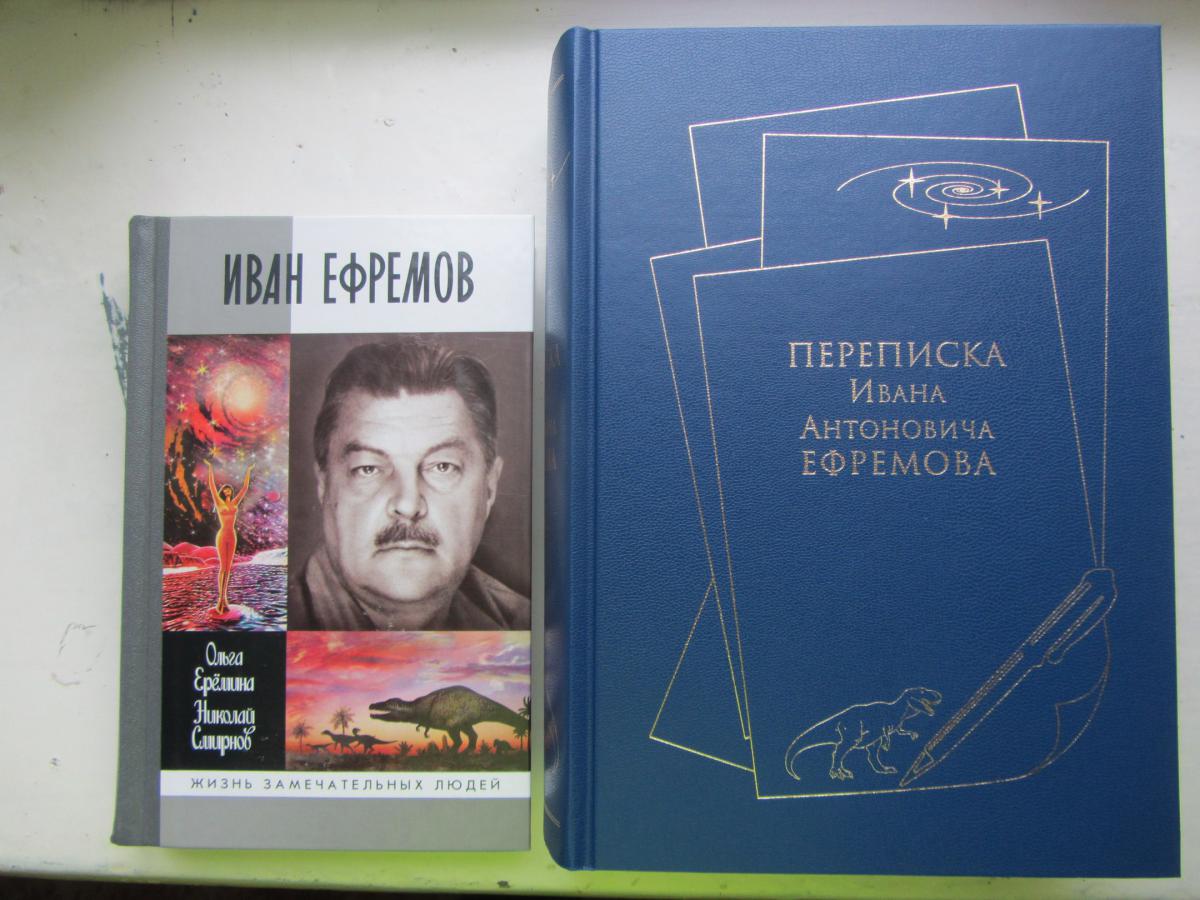 ИВАН ЕФРЕМОВ
Ольга
Ерёмина
Николай
Смирнов
ЖИЗНЬ ЗАМЕЧАТЕЛЬНЫХ ЛЮДЕЙ
ПЕРЕПИСКА
ИВАНА
АНТОНОВИЧА
ЕФРЕМОВА